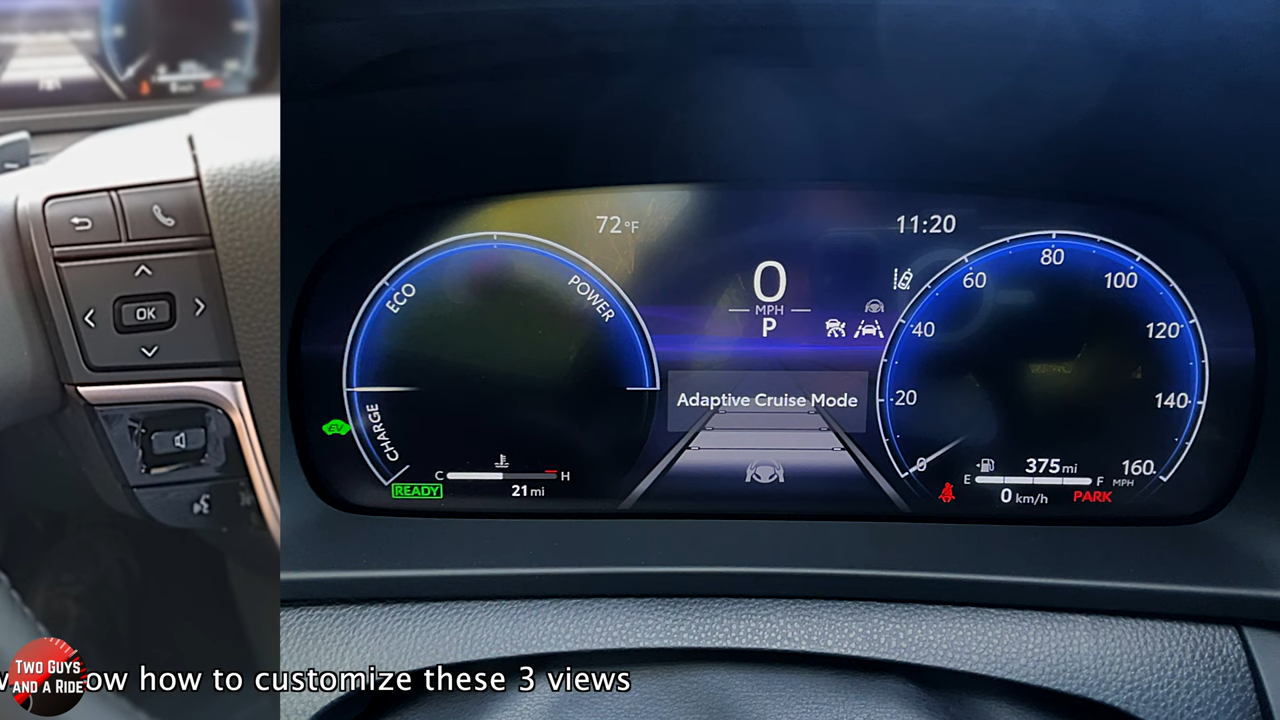 OK
72°F
11:20
ECO
POWER
CHARGE
EV
READY
C
H
21 mi
0
MPH
P
Adaptive Cruise Mode
0
20
40
60
80
100
120
140
160
MPH
375 mi
E
F
0 km/h
PARK
TWO GUYS
AND A RIDE
how to customize these 3 views